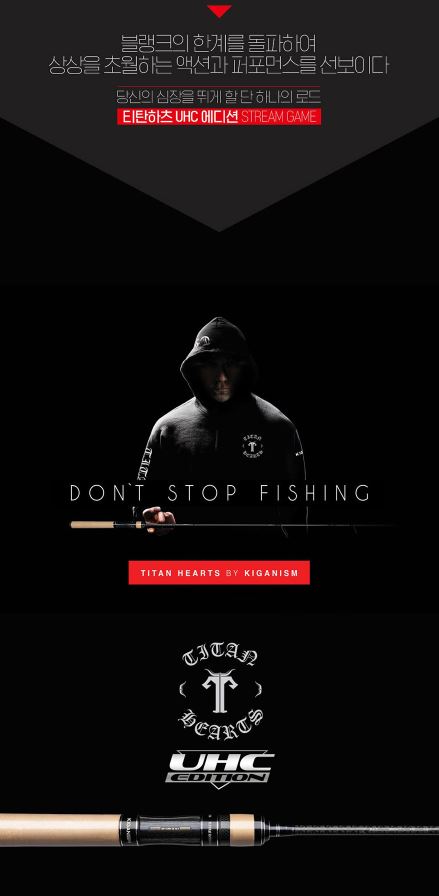 블랭크의 한계를 돌파하여
상상을 초월하는 액션과 퍼포먼스를 선보이다
당신의 심장을 뛰게 할 단 하나의 로드
티탄하츠 UHC 에디션 STREAM GAME
TITAN HEARTS
DON'T STOP FISHING
TITAN HEARTS BY KIGANISM
TITAN
HEARTS
UHC
EDITION